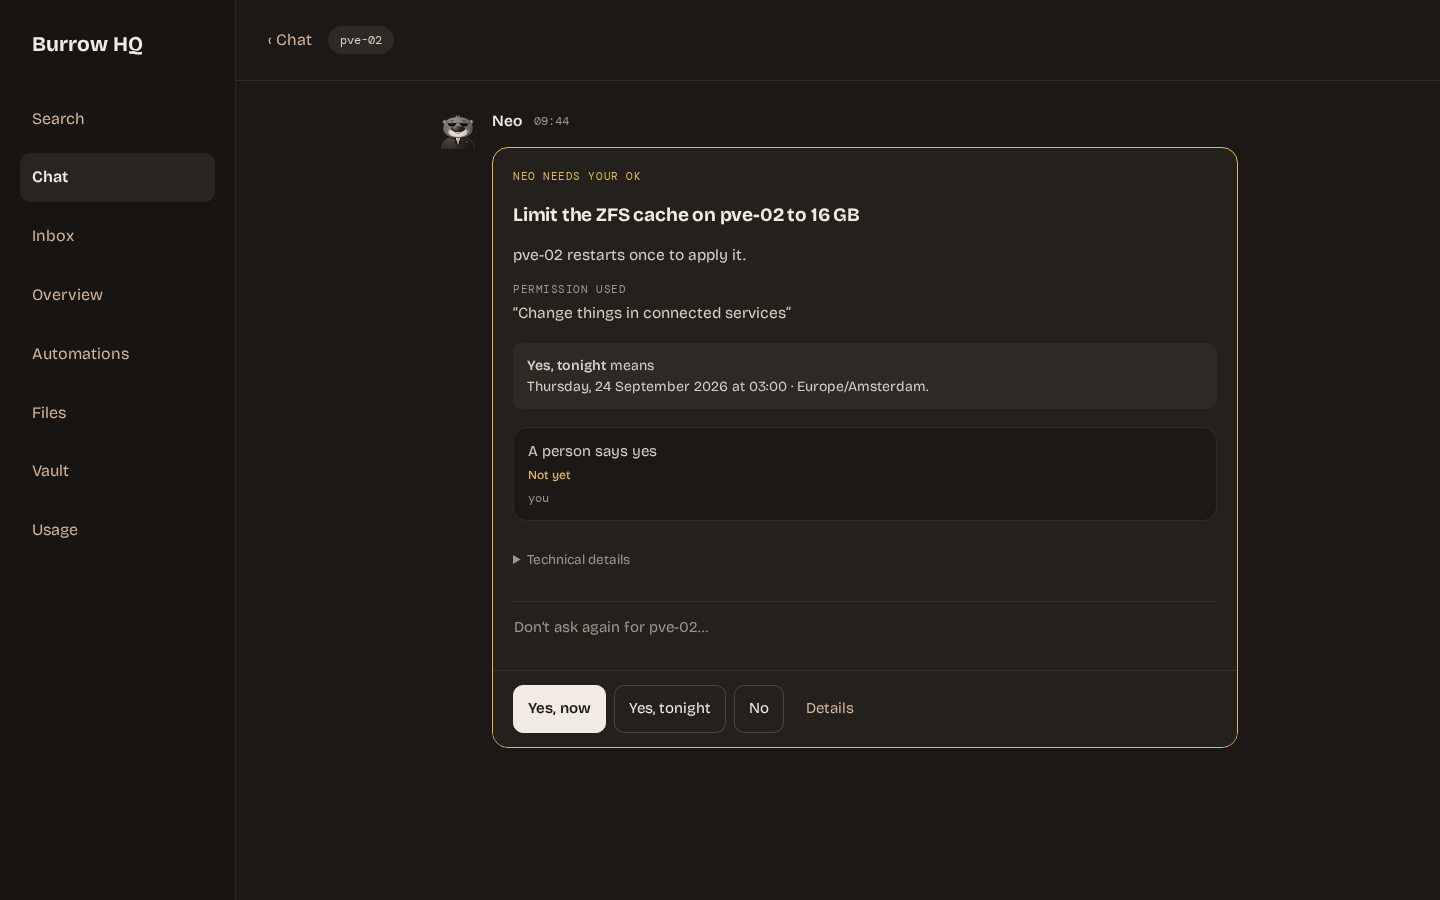 Burrow HQ
Search
Chat
Inbox
Overview
Automations
Files
Vault
Usage
‹ Chat
pve-02
Neo 09:44
NEO NEEDS YOUR OK
Limit the ZFS cache on pve-02 to 16 GB
pve-02 restarts once to apply it.
PERMISSION USED
“Change things in connected services”
Yes, tonight means
Thursday, 24 September 2026 at 03:00 · Europe/Amsterdam.
A person says yes
Not yet
you
▶ Technical details
Don’t ask again for pve-02…
Yes, now
Yes, tonight
No
Details